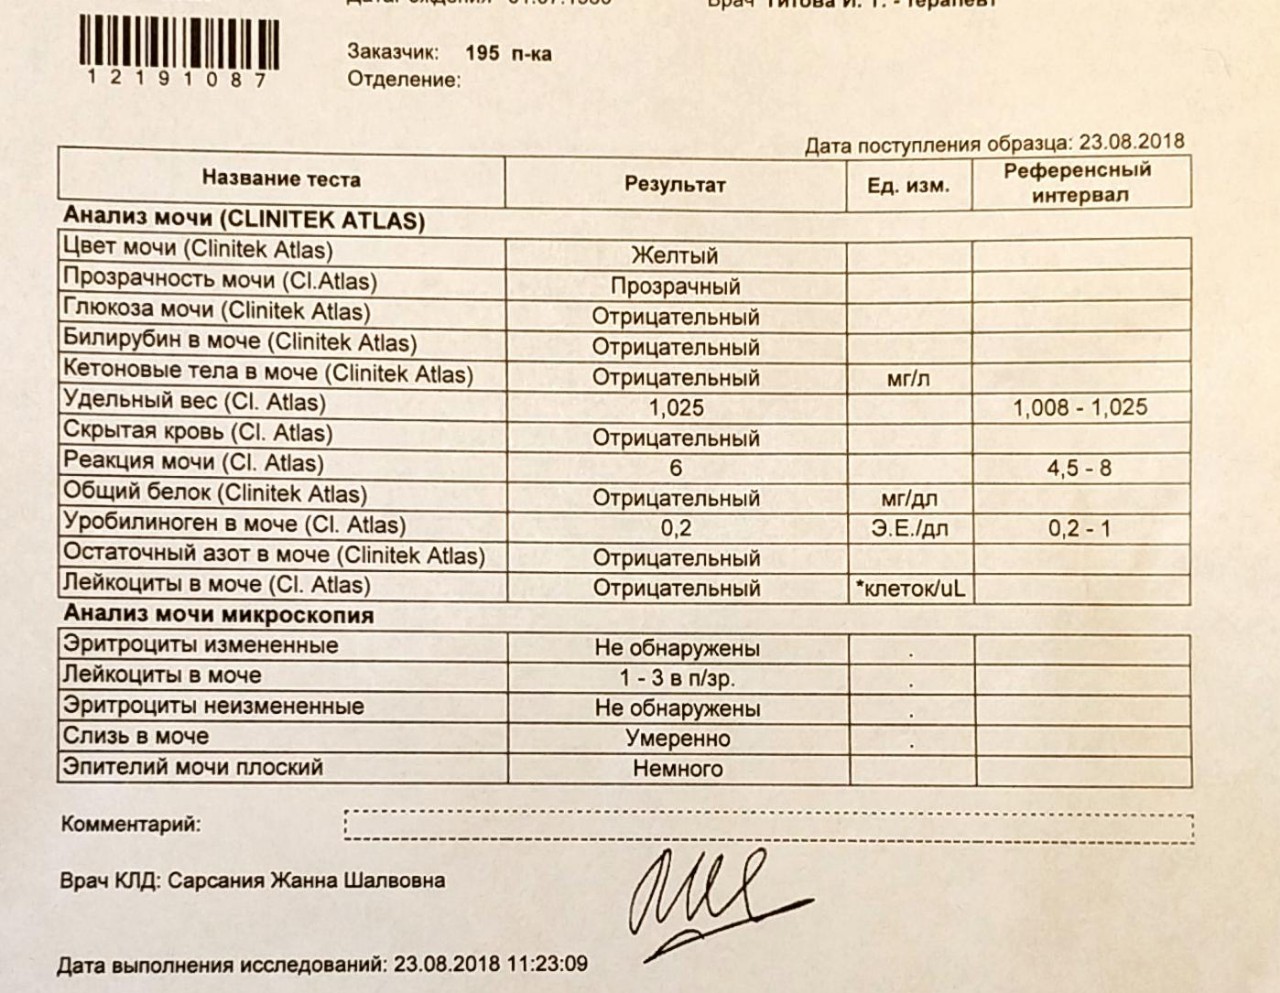 Врач Титова И. Т. - терапевт
12191087
Заказчик: 195 п-ка
Отделение:
Дата поступления образца: 23.08.2018
Название теста Результат Ед. изм. Референсный интервал
Анализ мочи (CLINITEK ATLAS)
Цвет мочи (Clinitek Atlas) Желтый
Прозрачность мочи (Cl.Atlas) Прозрачный
Глюкоза мочи (Clinitek Atlas) Отрицательный
Билирубин в моче (Clinitek Atlas) Отрицательный
Кетоновые тела в моче (Clinitek Atlas) Отрицательный мг/л
Удельный вес (Cl. Atlas) 1,025 1,008 - 1,025
Скрытая кровь (Cl. Atlas) Отрицательный
Реакция мочи (Cl. Atlas) 6 4,5 - 8
Общий белок (Clinitek Atlas) Отрицательный мг/дл
Уробилиноген в моче (Cl. Atlas) 0,2 Э.Е./дл 0,2 - 1
Остаточный азот в моче (Clinitek Atlas) Отрицательный
Лейкоциты в моче (Cl. Atlas) Отрицательный *клеток/uL
Анализ мочи микроскопия
Эритроциты измененные Не обнаружены .
Лейкоциты в моче 1 - 3 в п/зр. .
Эритроциты неизмененные Не обнаружены .
Слизь в моче Умеренно .
Эпителий мочи плоский Немного
Комментарий:
Врач КЛД: Сарсания Жанна Шалвовна
Дата выполнения исследований: 23.08.2018 11:23:09